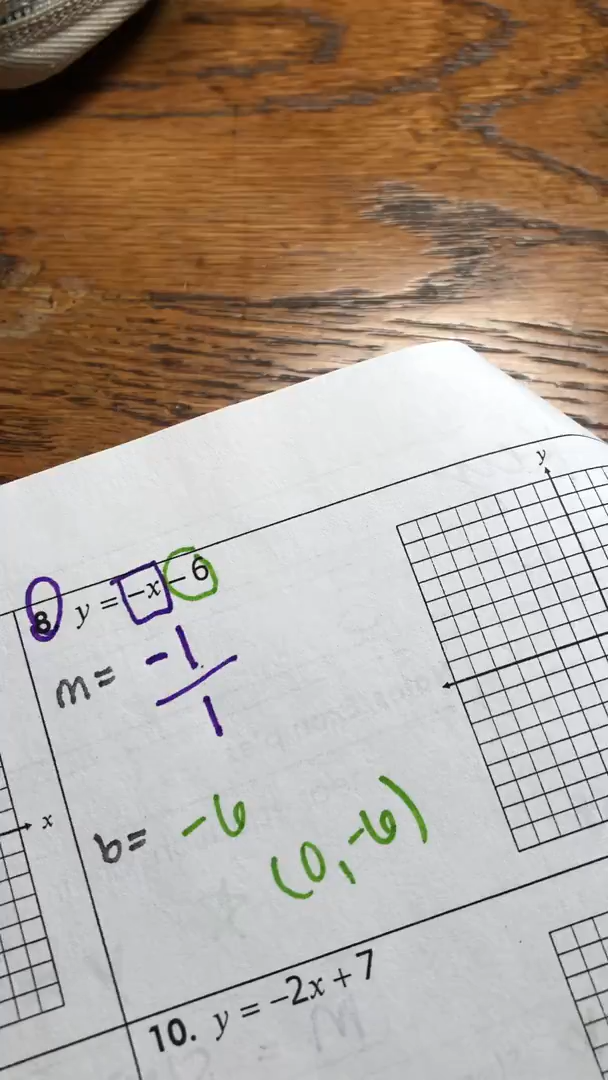 y
8. y = -x - 6
m = -1/1
x
b = -6
(0, -6)
10. y = -2x + 7